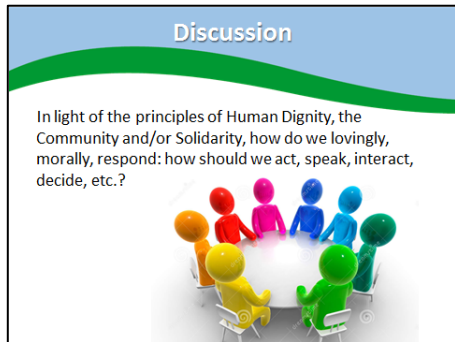 Discussion
In light of the principles of Human Dignity, the
Community and/or Solidarity, how do we lovingly,
morally, respond: how should we act, speak, interact,
decide, etc.?